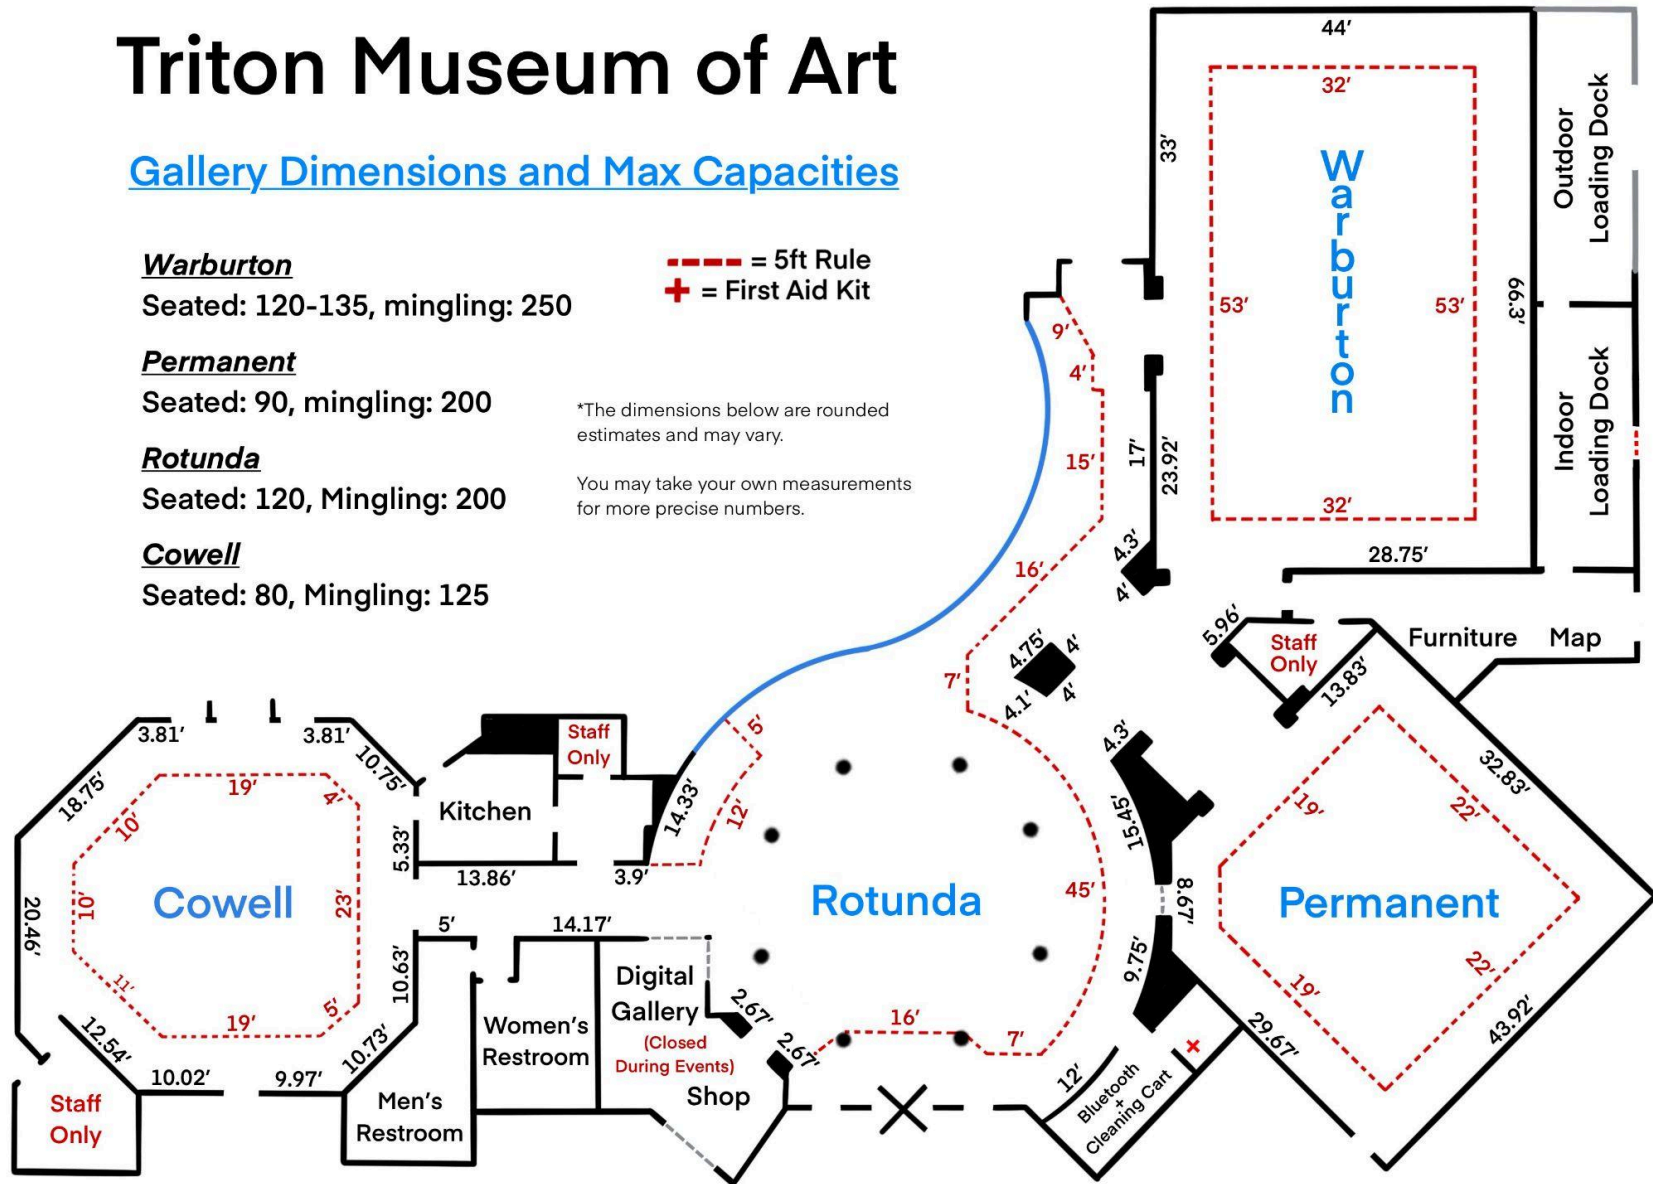 Triton Museum of Art
Gallery Dimensions and Max Capacities
Warburton
Seated: 120-135, mingling: 250
Permanent
Seated: 90, mingling: 200
Rotunda
Seated: 120, Mingling: 200
Cowell
Seated: 80, Mingling: 125
= 5ft Rule
= First Aid Kit
*The dimensions below are rounded
estimates and may vary.
You may take your own measurements
for more precise numbers.
44′
32′
33′
Warburton
53′
53′
66.3′
32′
28.75′
17′
23.92′
4.3′
4′
Outdoor
Loading Dock
Indoor
Loading Dock
9′
4′
15′
16′
7′
4.75′
4′
4.1′
4′
5.96′
Staff
Only
13.83′
Furniture Map
32.83′
19′
22′
Permanent
19′
22′
29.67′
43.92′
4.3′
15.45′
8.67′
9.75′
5′
12′
14.33′
Rotunda
45′
16′
7′
12′
Bluetooth
+
Cleaning Cart
3.81′
3.81′
18.75′
10.75′
19′
4′
10′
10′
Cowell
23′
20.46′
11′
19′
5′
5.33′
10.63′
12.54′
10.02′
9.97′
10.73′
Staff
Only
Staff
Only
Kitchen
13.86′
3.9′
5′
14.17′
Men's
Restroom
Women's
Restroom
Digital
Gallery
(Closed
During Events)
Shop
2.67′
2.67′